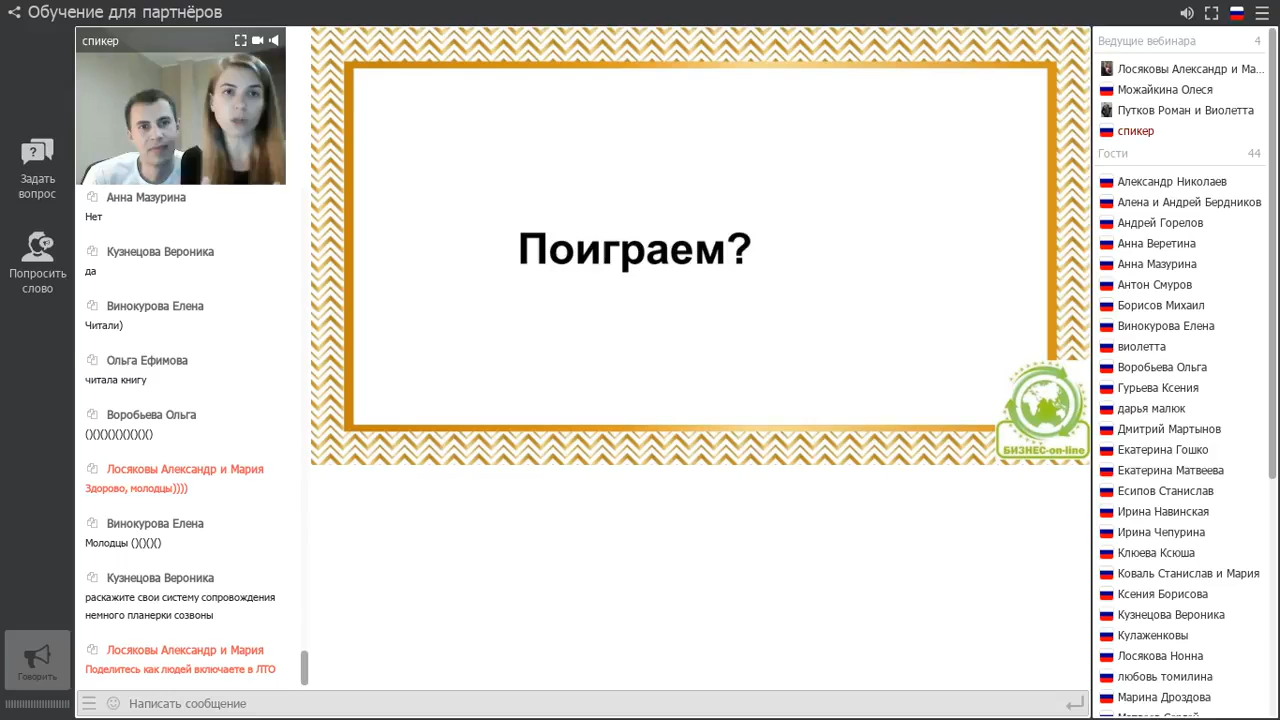 Обучение для партнёров
спикер
Задать
вопрос
Попросить
слово
Говорить
Анна Мазурина
Нет
Кузнецова Вероника
да
Винокурова Елена
Читали)
Ольга Ефимова
читала книгу
Воробьева Ольга
()()()()()()()()()()
Лосяковы Александр и Мария
Здорово, молодцы))))
Винокурова Елена
Молодцы ()()()()
Кузнецова Вероника
раскажите свои систему сопровождения
немного планерки созвоны
Лосяковы Александр и Мария
Поделитесь как людей включаете в ЛТО
Написать сообщение
Поиграем?
БИЗНЕС-on-line
Ведущие вебинара 4
Лосяковы Александр и Ма...
Можайкина Олеся
Путков Роман и Виолетта
спикер
Гости 44
Александр Николаев
Алена и Андрей Бердников
Андрей Горелов
Анна Веретина
Анна Мазурина
Антон Смуров
Борисов Михаил
Винокурова Елена
виолетта
Воробьева Ольга
Гурьева Ксения
дарья малюк
Дмитрий Мартынов
Екатерина Гошко
Екатерина Матвеева
Есипов Станислав
Ирина Навинская
Ирина Чепурина
Клюева Ксюша
Коваль Станислав и Мария
Ксения Борисова
Кузнецова Вероника
Кулаженковы
Лосякова Нонна
любовь томилина
Марина Дроздова